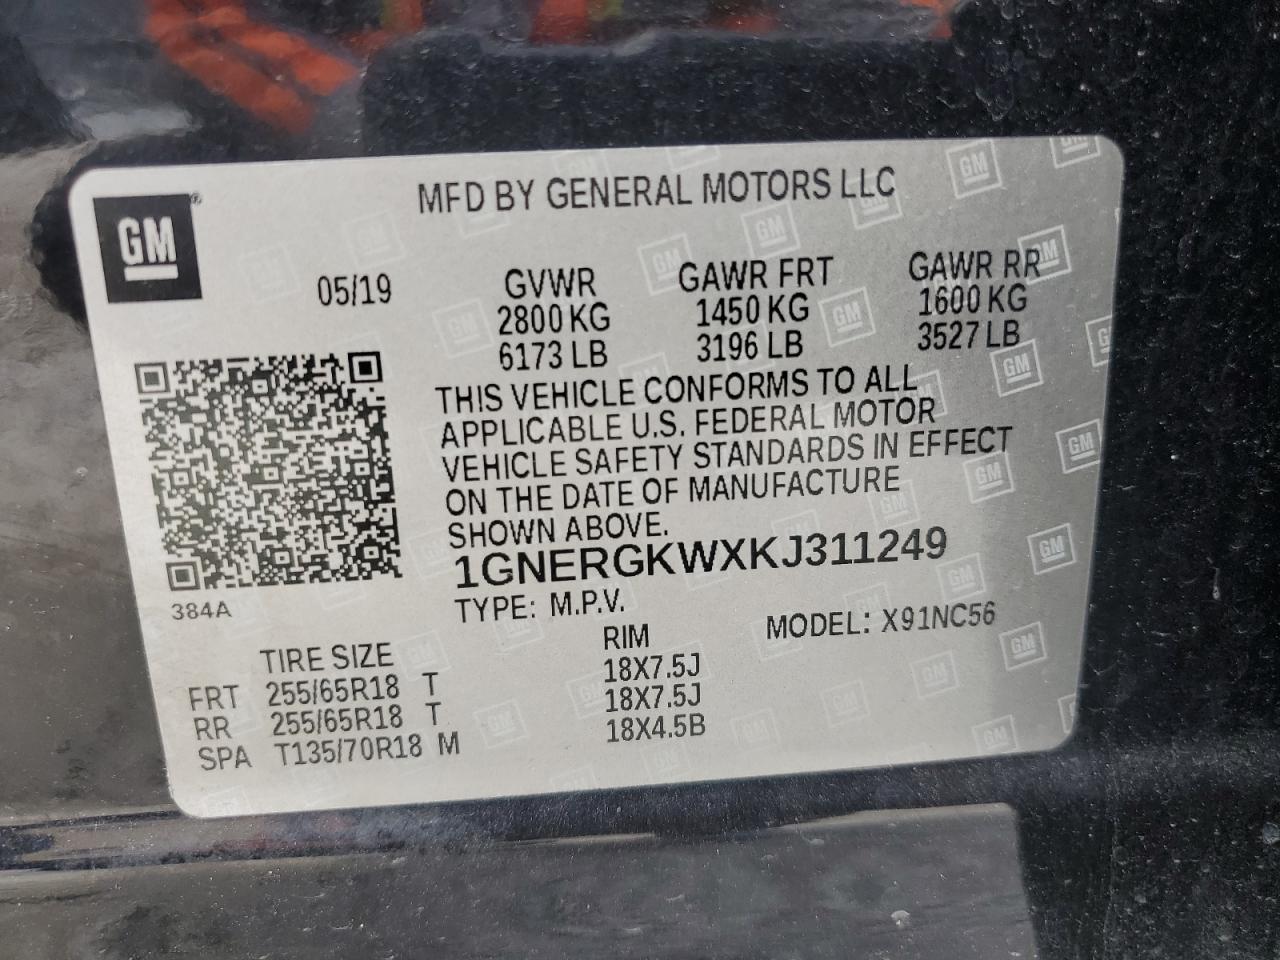 GM
MFD BY GENERAL MOTORS LLC
05/19 GVWR GAWR FRT GAWR RR
2800 KG 1450 KG 1600 KG
6173 LB 3196 LB 3527 LB
THIS VEHICLE CONFORMS TO ALL
APPLICABLE U.S. FEDERAL MOTOR
VEHICLE SAFETY STANDARDS IN EFFECT
ON THE DATE OF MANUFACTURE
SHOWN ABOVE.
1GNERGKWXKJ311249
384A
TYPE: M.P.V. MODEL: X91NC56
TIRE SIZE RIM
FRT 255/65R18 T 18X7.5J
RR 255/65R18 T 18X7.5J
SPA T135/70R18 M 18X4.5B